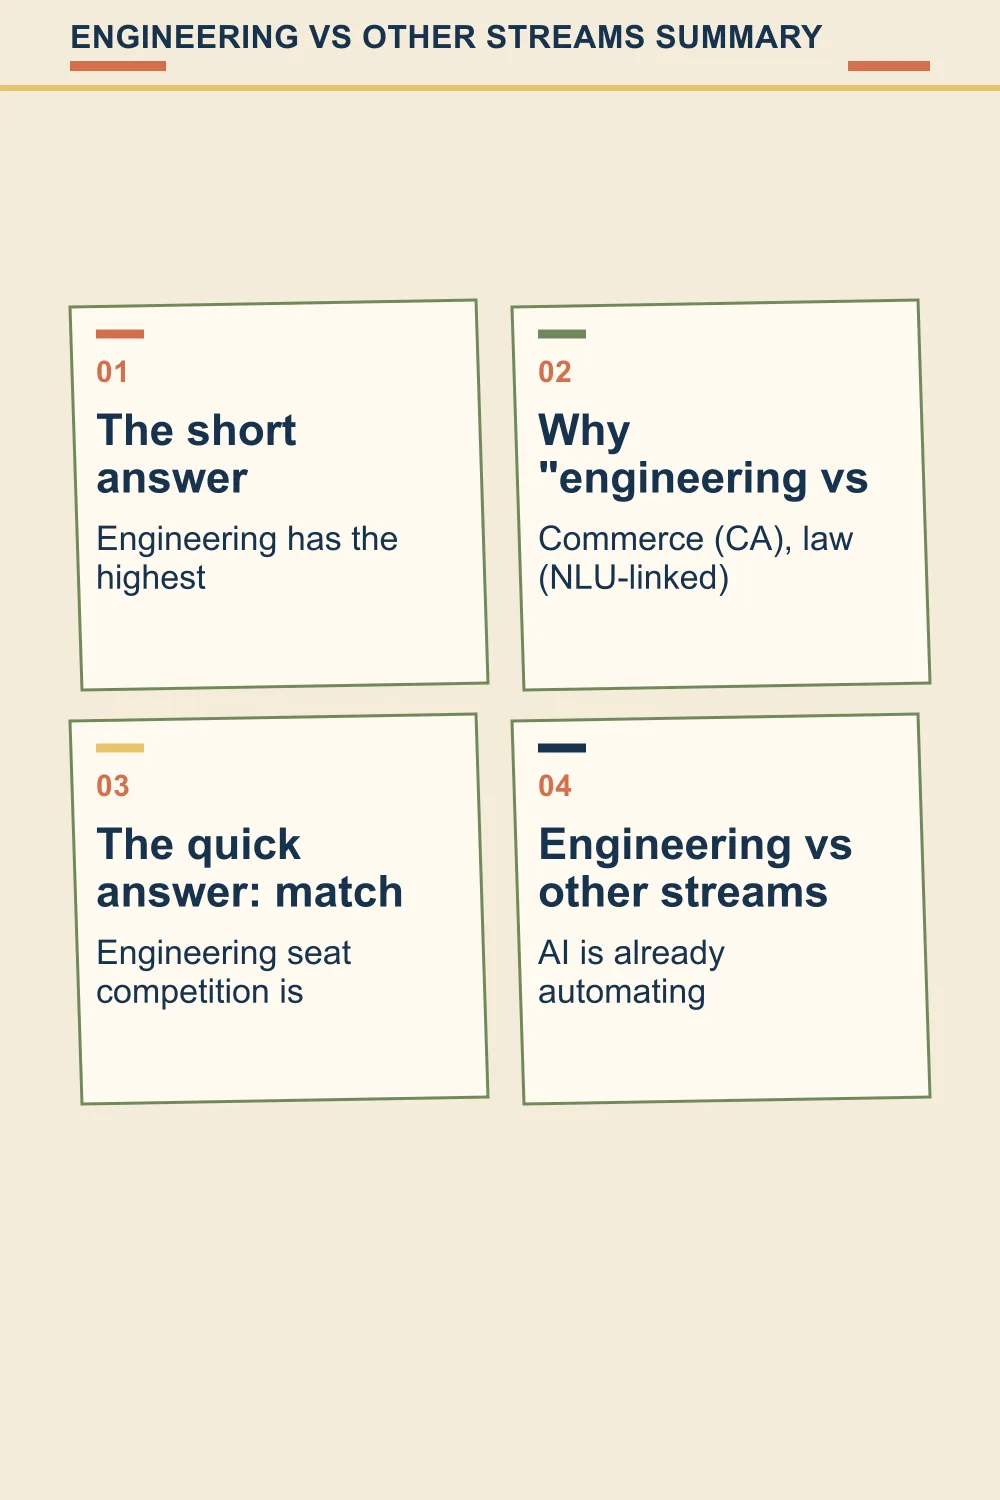 ENGINEERING VS OTHER STREAMS SUMMARY
01
The short
answer
Engineering has the
highest
02
Why
"engineering vs
Commerce (CA), law
(NLU-linked)
03
The quick
answer: match
Engineering seat
competition is
04
Engineering vs
other streams
AI is already
automating